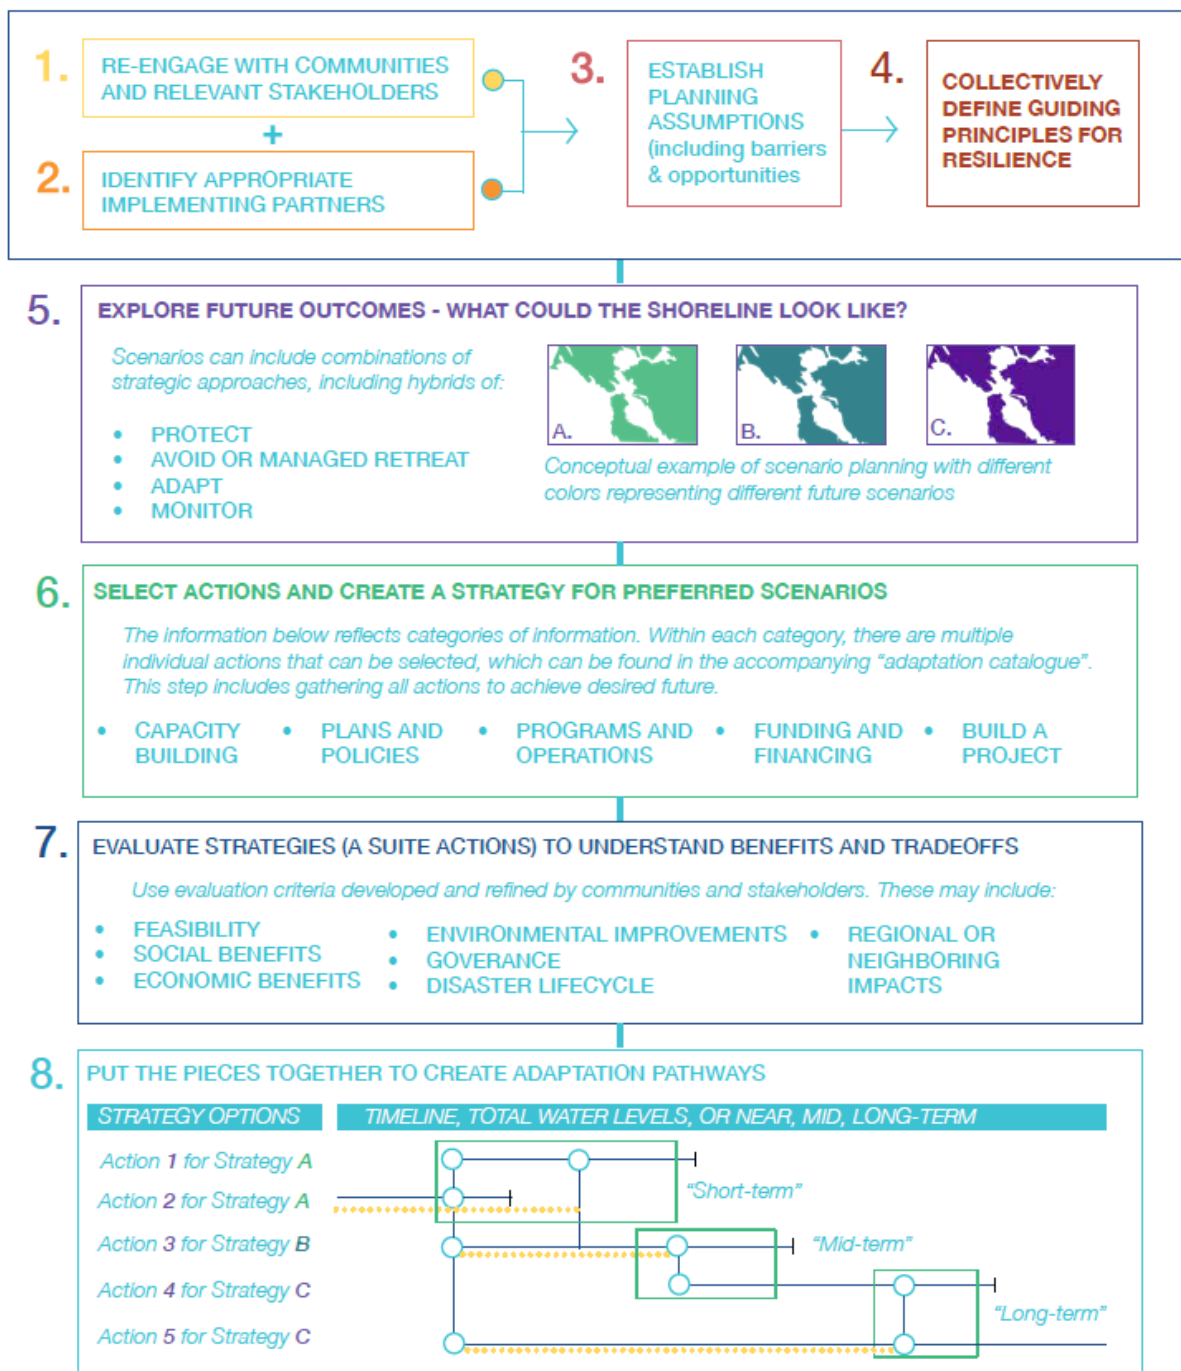 1.
RE-ENGAGE WITH COMMUNITIES
AND RELEVANT STAKEHOLDERS
+
2.
IDENTIFY APPROPRIATE
IMPLEMENTING PARTNERS
3.
ESTABLISH
PLANNING
ASSUMPTIONS
(including barriers
& opportunities
4.
COLLECTIVELY
DEFINE GUIDING
PRINCIPLES FOR
RESILIENCE
5.
EXPLORE FUTURE OUTCOMES - WHAT COULD THE SHORELINE LOOK LIKE?
Scenarios can include combinations of
strategic approaches, including hybrids of:
• PROTECT
• AVOID OR MANAGED RETREAT
• ADAPT
• MONITOR
A.
B.
C.
Conceptual example of scenario planning with different
colors representing different future scenarios
6.
SELECT ACTIONS AND CREATE A STRATEGY FOR PREFERRED SCENARIOS
The information below reflects categories of information. Within each category, there are multiple
individual actions that can be selected, which can be found in the accompanying “adaptation catalogue”.
This step includes gathering all actions to achieve desired future.
• CAPACITY
BUILDING
• PLANS AND
POLICIES
• PROGRAMS AND
OPERATIONS
• FUNDING AND
FINANCING
• BUILD A
PROJECT
7.
EVALUATE STRATEGIES (A SUITE ACTIONS) TO UNDERSTAND BENEFITS AND TRADEOFFS
Use evaluation criteria developed and refined by communities and stakeholders. These may include:
• FEASIBILITY
• SOCIAL BENEFITS
• ECONOMIC BENEFITS
• ENVIRONMENTAL IMPROVEMENTS
• GOVERANCE
• DISASTER LIFECYCLE
• REGIONAL OR
NEIGHBORING
IMPACTS
8.
PUT THE PIECES TOGETHER TO CREATE ADAPTATION PATHWAYS
STRATEGY OPTIONS
TIMELINE, TOTAL WATER LEVELS, OR NEAR, MID, LONG-TERM
Action 1 for Strategy A
Action 2 for Strategy A
Action 3 for Strategy B
Action 4 for Strategy C
Action 5 for Strategy C
“Short-term”
“Mid-term”
“Long-term”